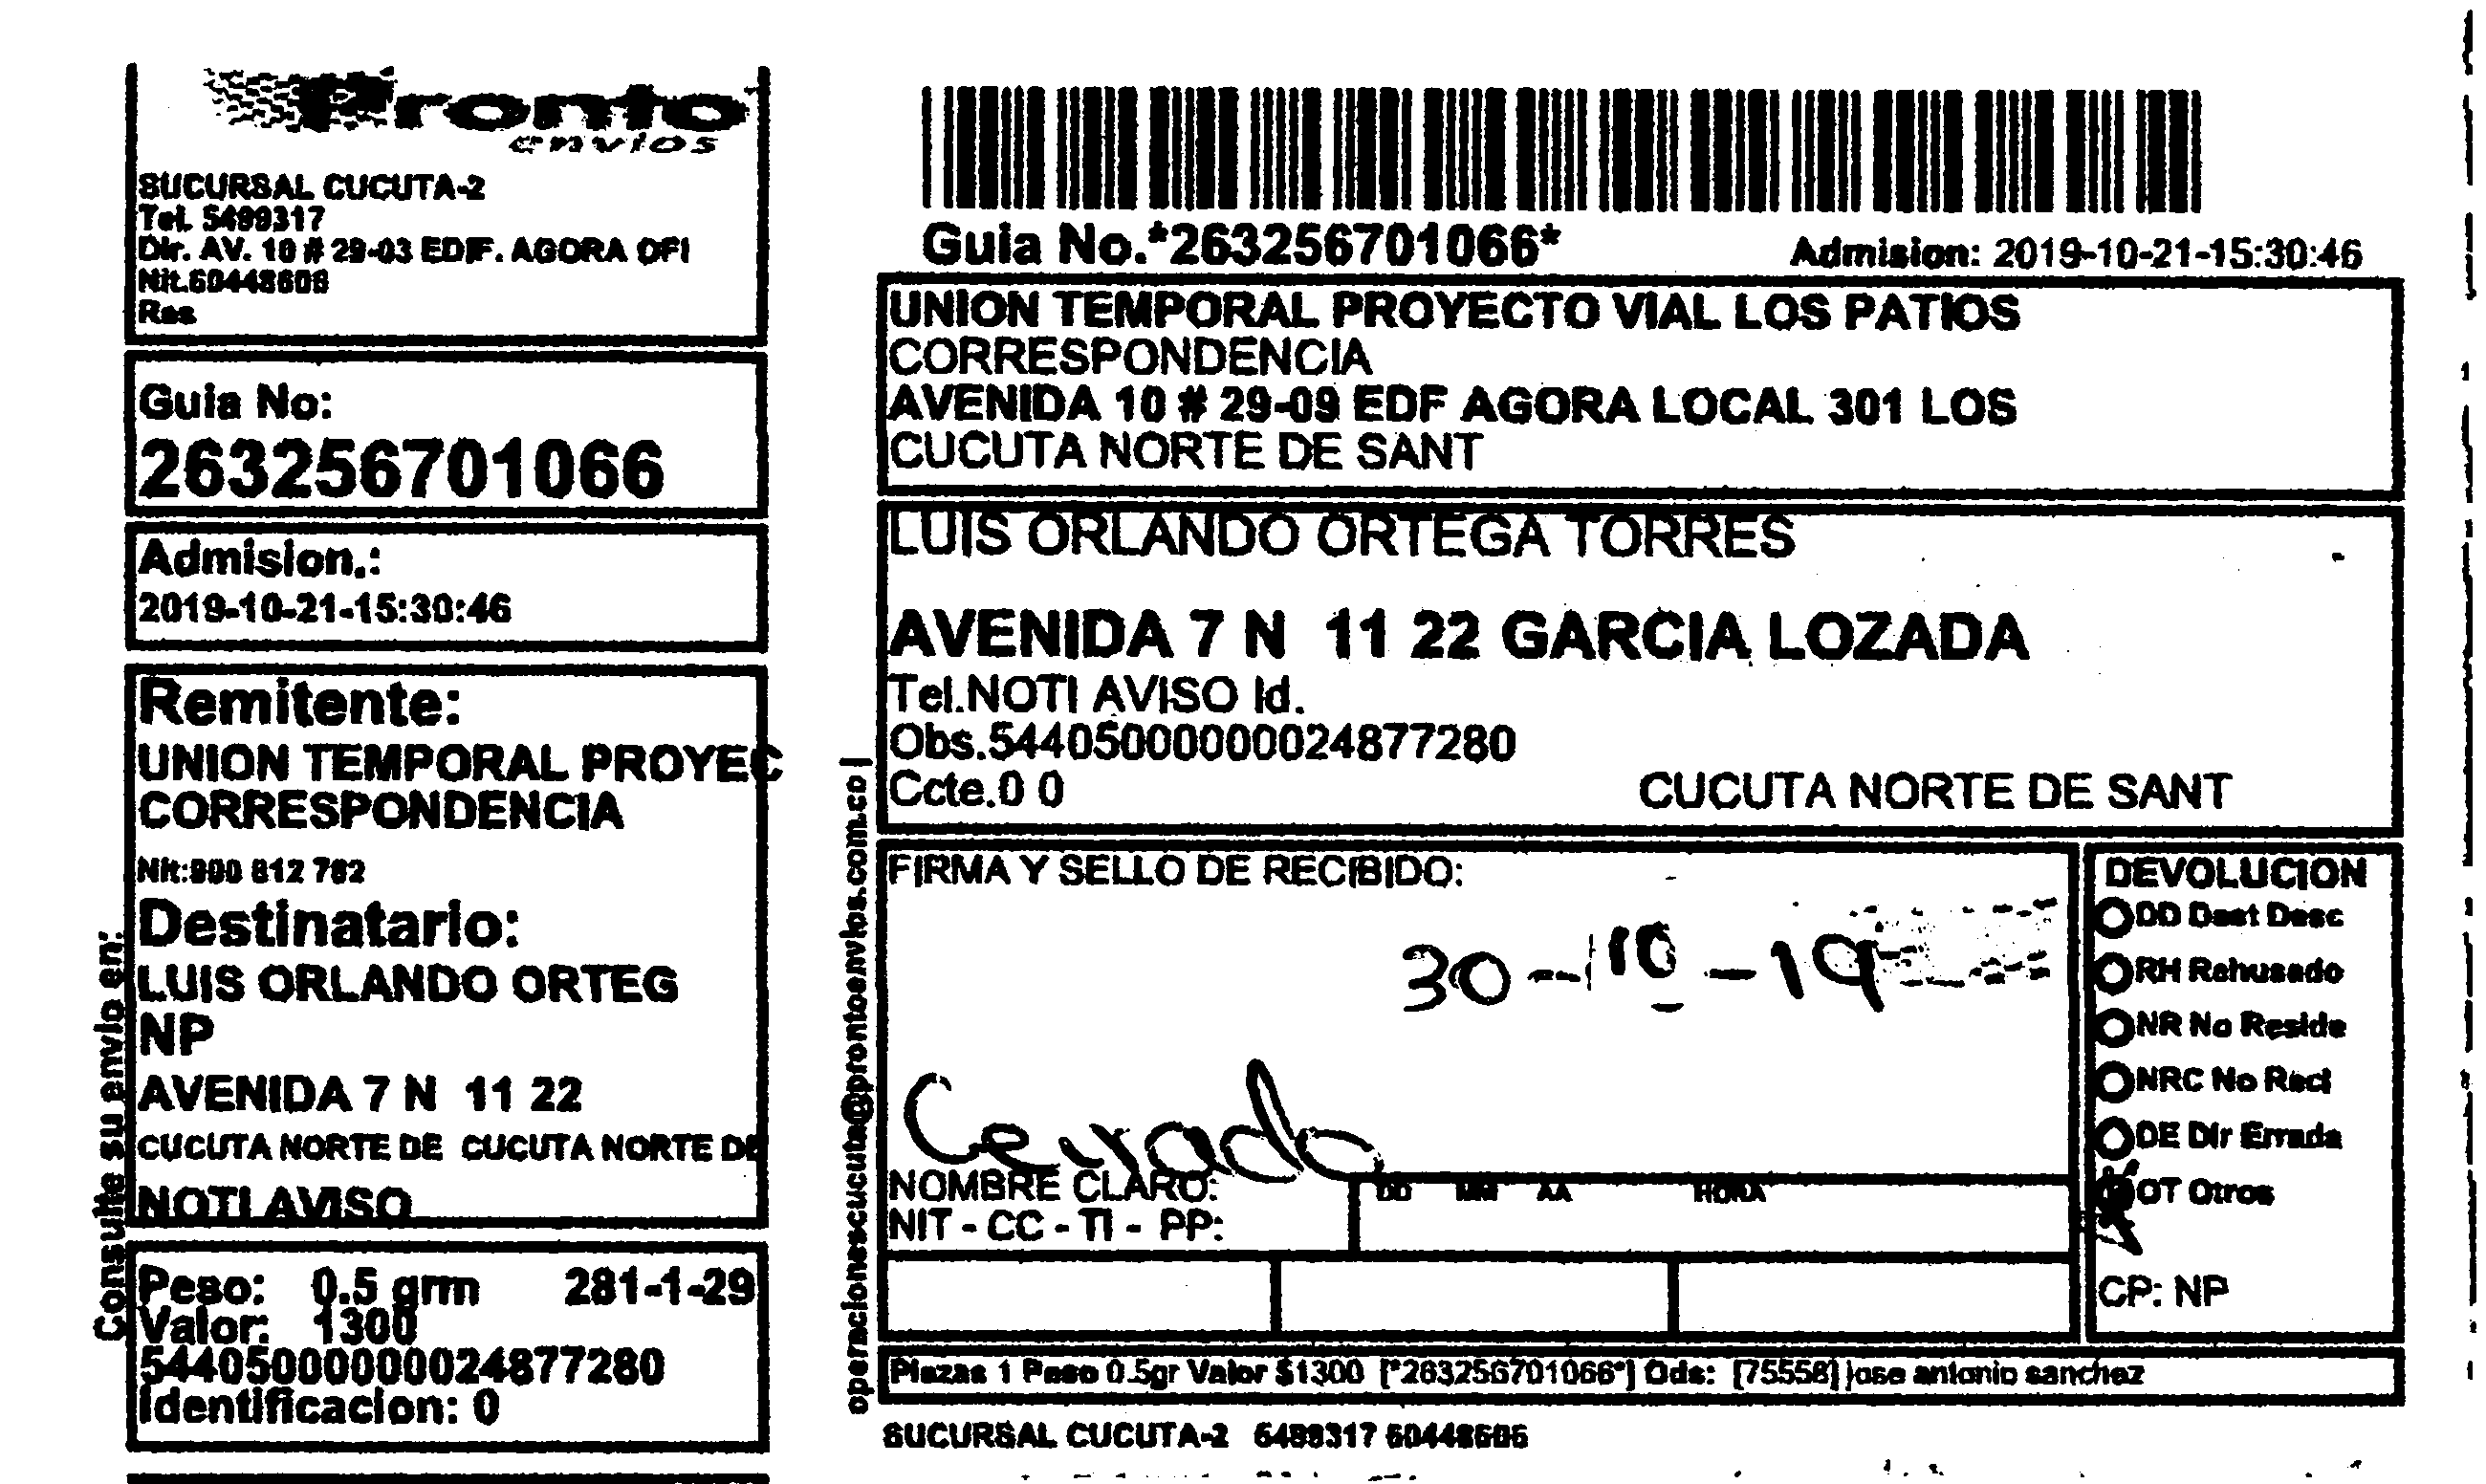 Pronto
envios
SUCURSAL CUCUTA-2
Tel. 5499317
Dir. AV. 10 # 29-03 EDIF. AGORA OFI
Nit.60448606
Ras
Guia No:
263256701066
Admision.:
2019-10-21-15:30:46
Remitente:
UNION TEMPORAL PROYEC
CORRESPONDENCIA
Nit:900 812 782
Destinatario:
LUIS ORLANDO ORTEG
NP
AVENIDA 7 N 11 22
CUCUTA NORTE DE CUCUTA NORTE DE
NOTI AVISO
Peso: 0.5 grm 281-1-29
Valor: 1300
544050000000024877280
Identificacion: 0
Consulte su envio en:
Guia No.*263256701066*
Admision: 2019-10-21-15:30:46
UNION TEMPORAL PROYECTO VIAL LOS PATIOS
CORRESPONDENCIA
AVENIDA 10 # 29-09 EDF AGORA LOCAL 301 LOS
CUCUTA NORTE DE SANT
LUIS ORLANDO ORTEGA TORRES
AVENIDA 7 N 11 22 GARCIA LOZADA
Tel.NOTI AVISO Id.
Obs.544050000000024877280
Ccte.0 0 CUCUTA NORTE DE SANT
operacionescucuta@prontoenvios.com.co |
FIRMA Y SELLO DE RECIBIDO:
30-10-19
Cerrado
NOMBRE CLARO:
DD MM AA HORA
NIT - CC - TI - PP:
DEVOLUCION
DD Dest Desc
RH Rehusado
NR No Reside
NRC No Recl
DE Dir Errada
OT Otros
CP: NP
Piezas 1 Peso 0.5gr Valor $1300 [*263256701066*] Ods: [75558] jose antonio sanchez
SUCURSAL CUCUTA-2 5499317 60448606